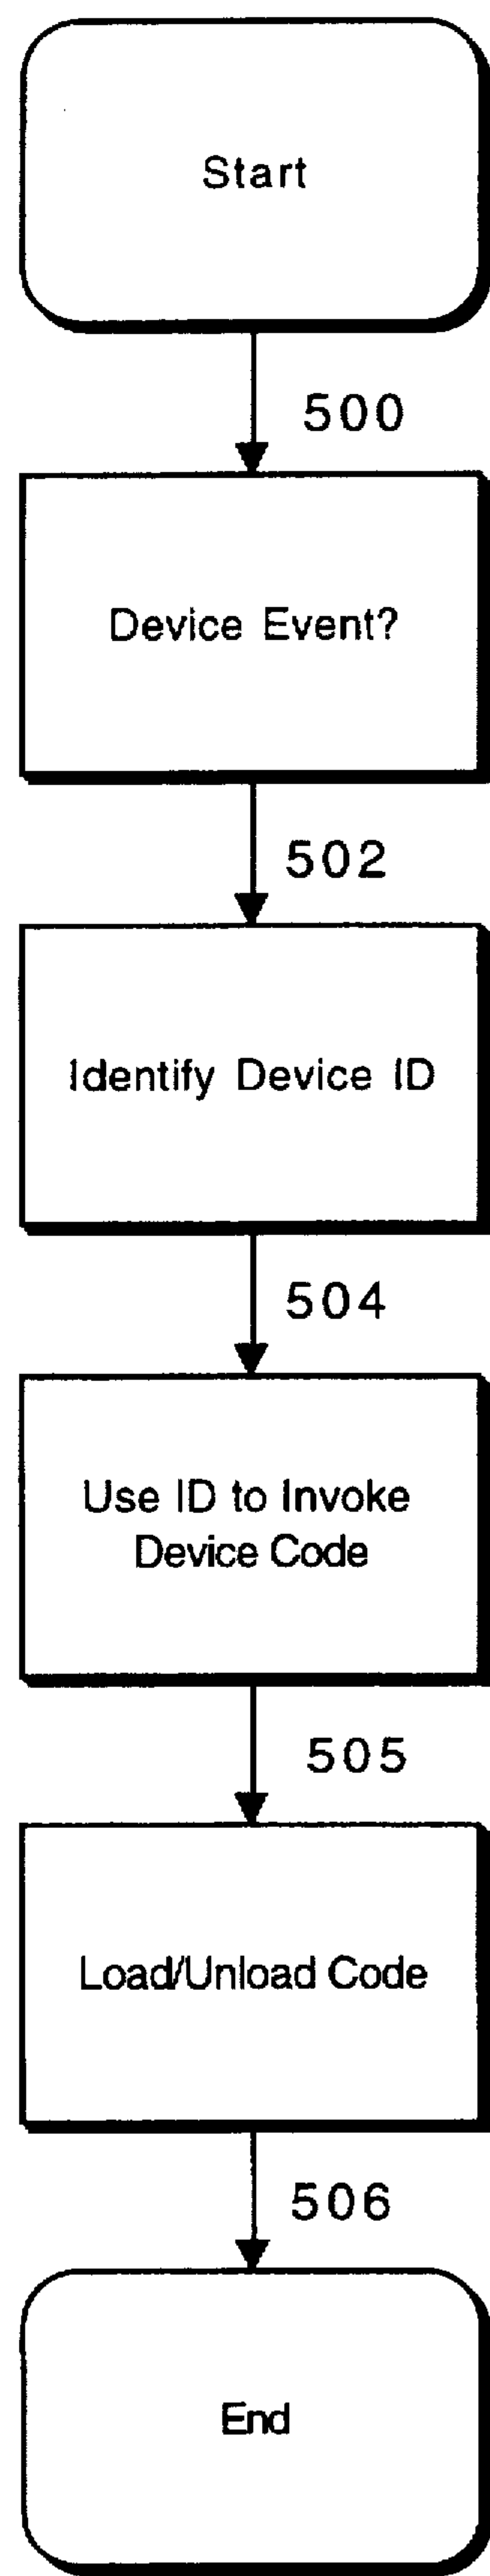 Start
500
Device Event?
502
Identify Device ID
504
Use ID to Invoke
Device Code
505
Load/Unload Code
506
End